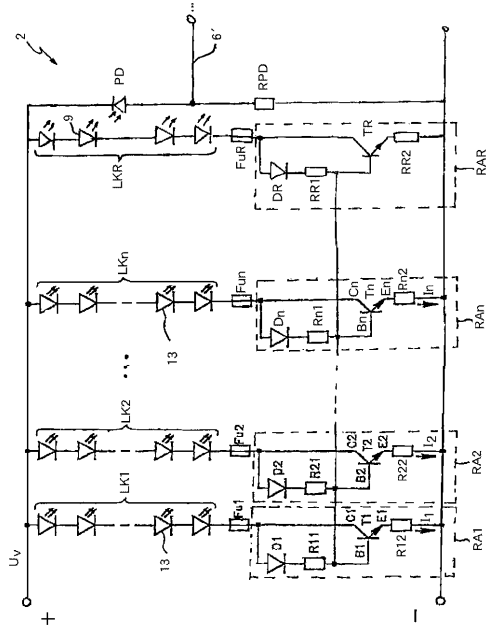 2
6'
...
PD
RPD
9
LKR
FuR
DR
RR1
TR
RR2
RAR
LKn
13
Fun
Dn
Rn1
Cn
Tn
Bn
En
Rn2
In
RAn
...
LK2
Fu2
D2
R21
C2
T2
B2
E2
R22
I2
RA2
LK1
13
Fu1
D1
R11
C1
T1
B1
E1
R12
I1
RA1
Uv
+
−